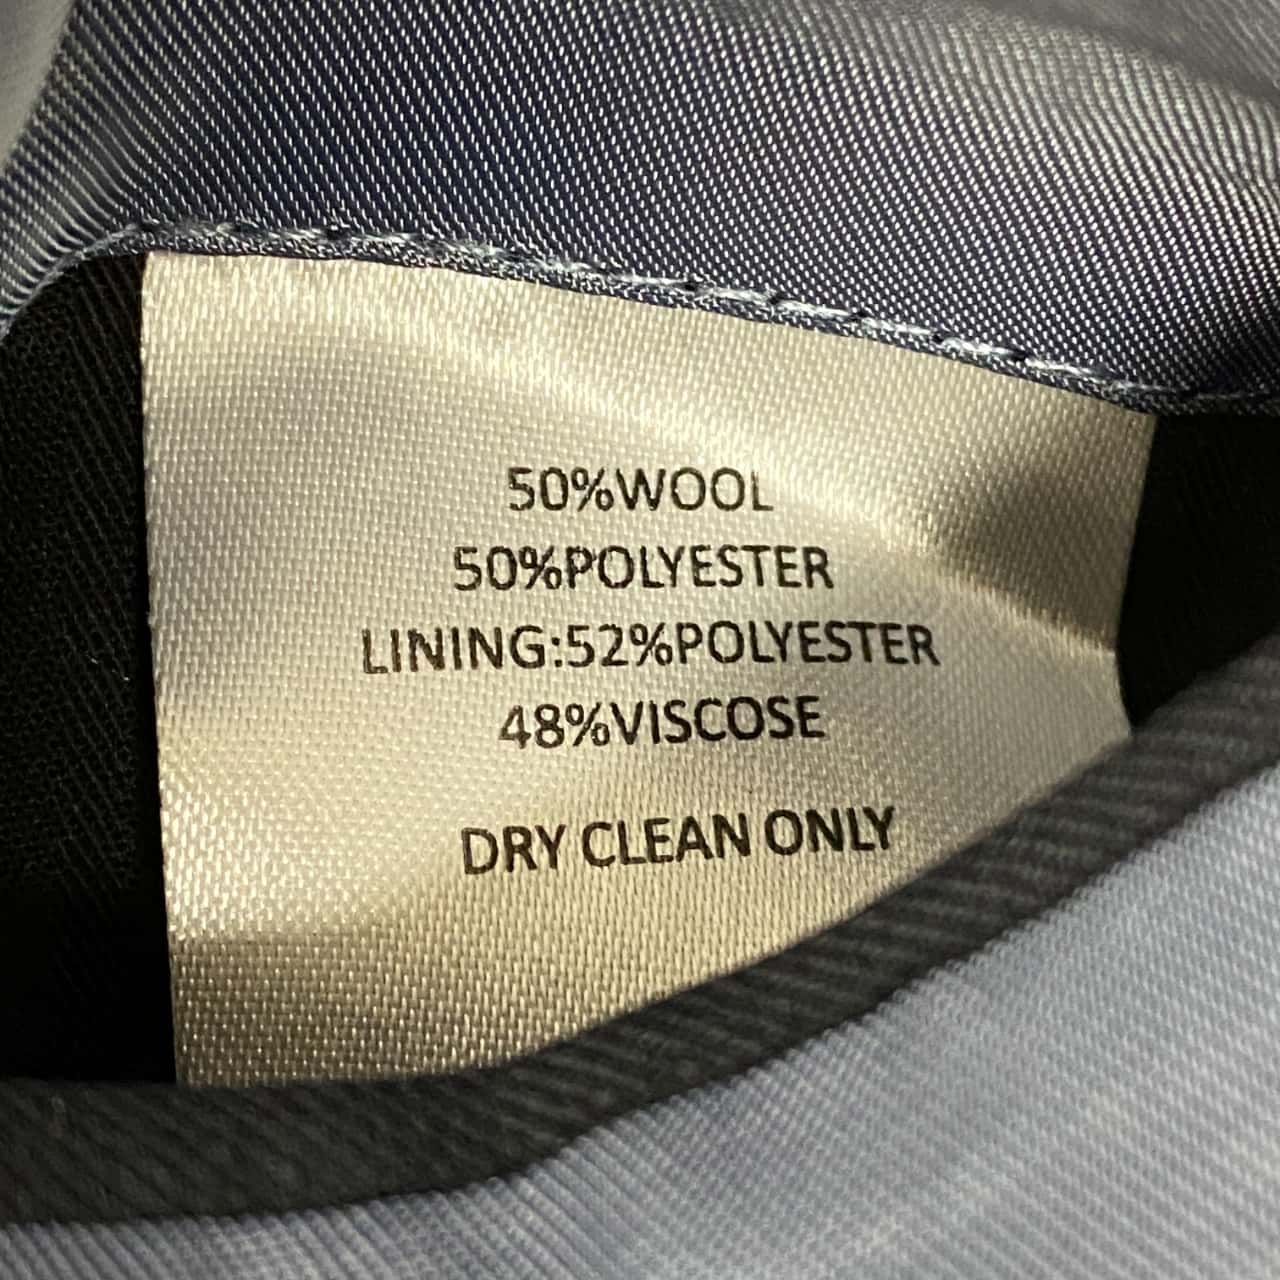 50%WOOL
50%POLYESTER
LINING:52%POLYESTER
48%VISCOSE
DRY CLEAN ONLY